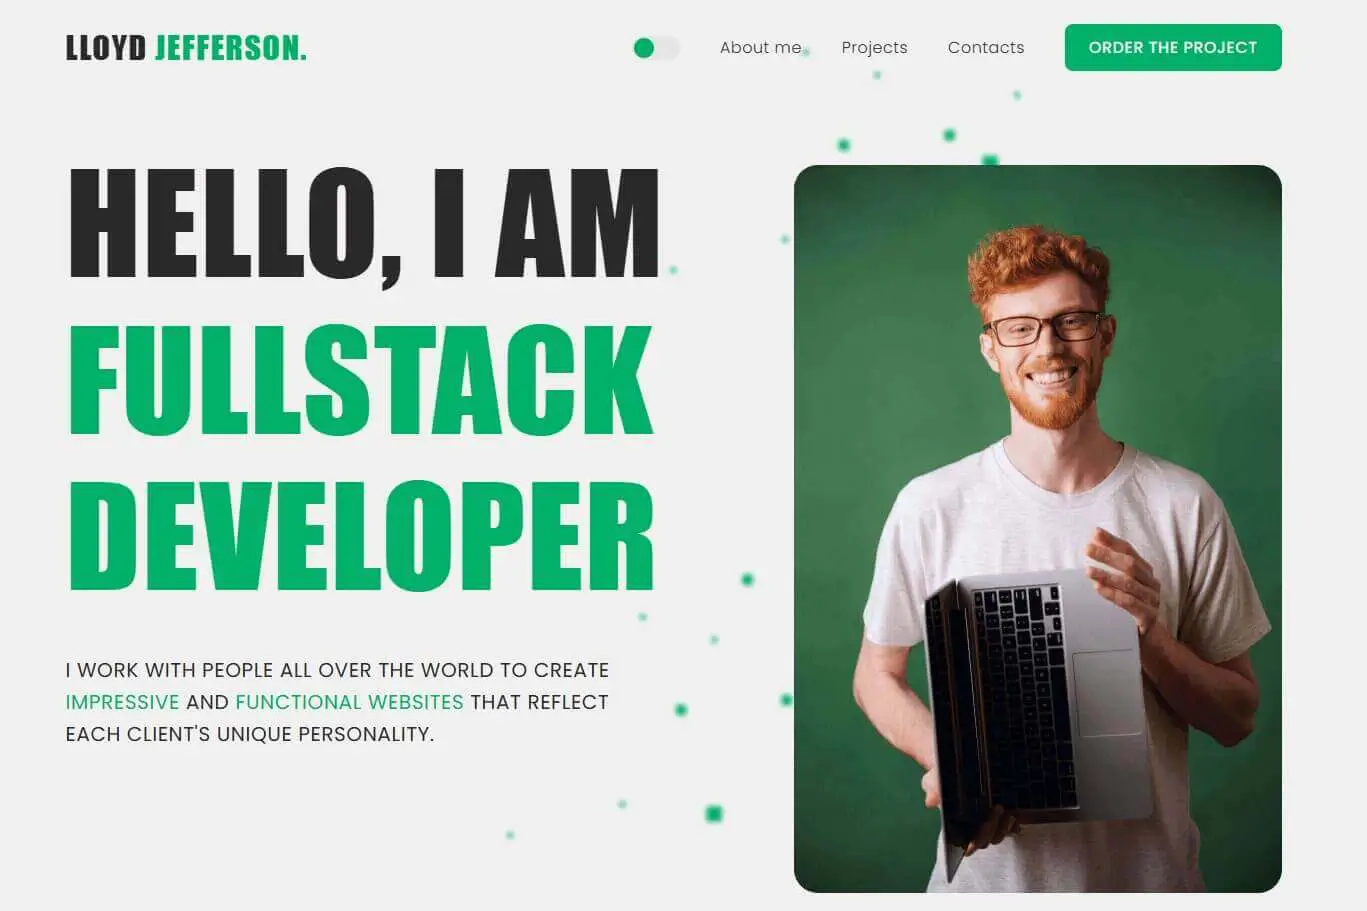 LLOYD JEFFERSON.
About me
Projects
Contacts
ORDER THE PROJECT
HELLO, I AM
FULLSTACK
DEVELOPER
I WORK WITH PEOPLE ALL OVER THE WORLD TO CREATE
IMPRESSIVE AND FUNCTIONAL WEBSITES THAT REFLECT
EACH CLIENT'S UNIQUE PERSONALITY.